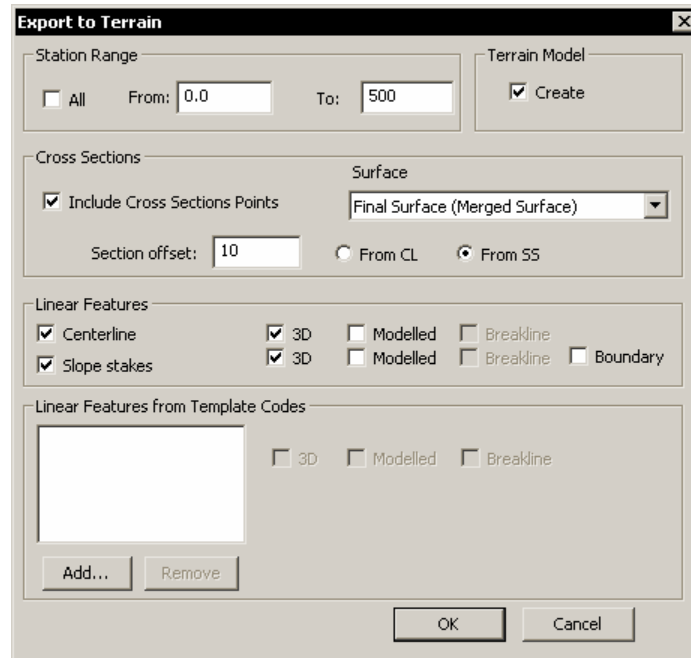 Export to Terrain
Station Range
All From: 0.0 To: 500
Terrain Model
Create
Cross Sections
Surface
Include Cross Sections Points Final Surface (Merged Surface)
Section offset: 10 From CL From SS
Linear Features
Centerline 3D Modelled Breakline
Slope stakes 3D Modelled Breakline Boundary
Linear Features from Template Codes
3D Modelled Breakline
Add... Remove
OK Cancel